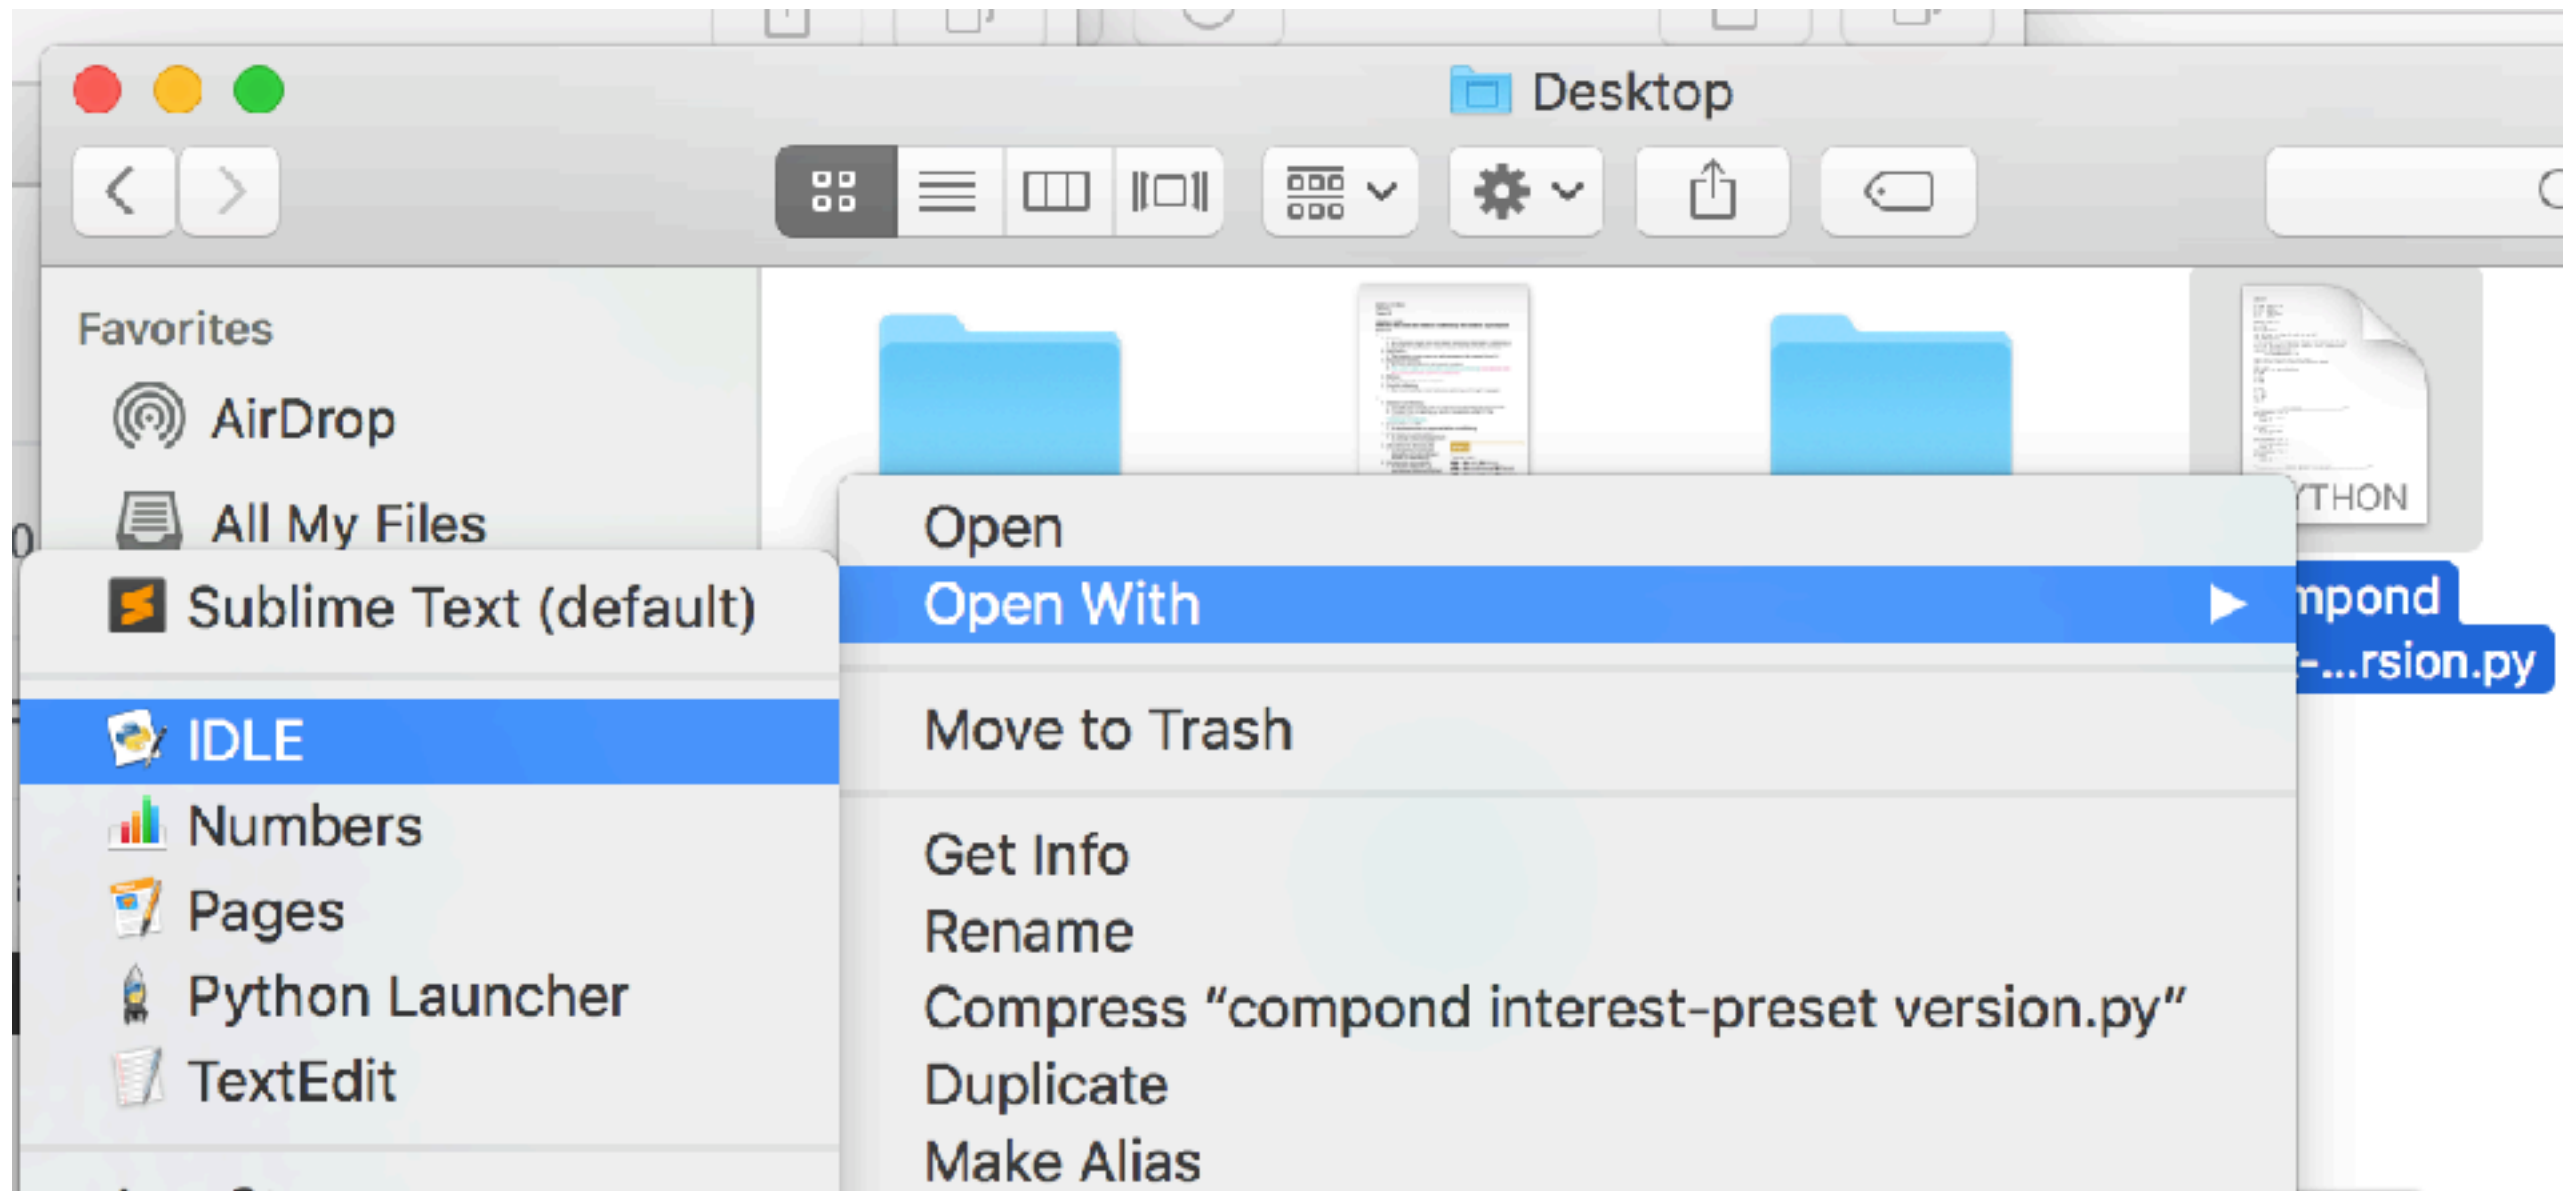 Desktop
Favorites
AirDrop
All My Files
YTHON
mpond
-...rsion.py
Open
Open With
Move to Trash
Get Info
Rename
Compress “compond interest-preset version.py”
Duplicate
Make Alias
Sublime Text (default)
IDLE
Numbers
Pages
Python Launcher
TextEdit